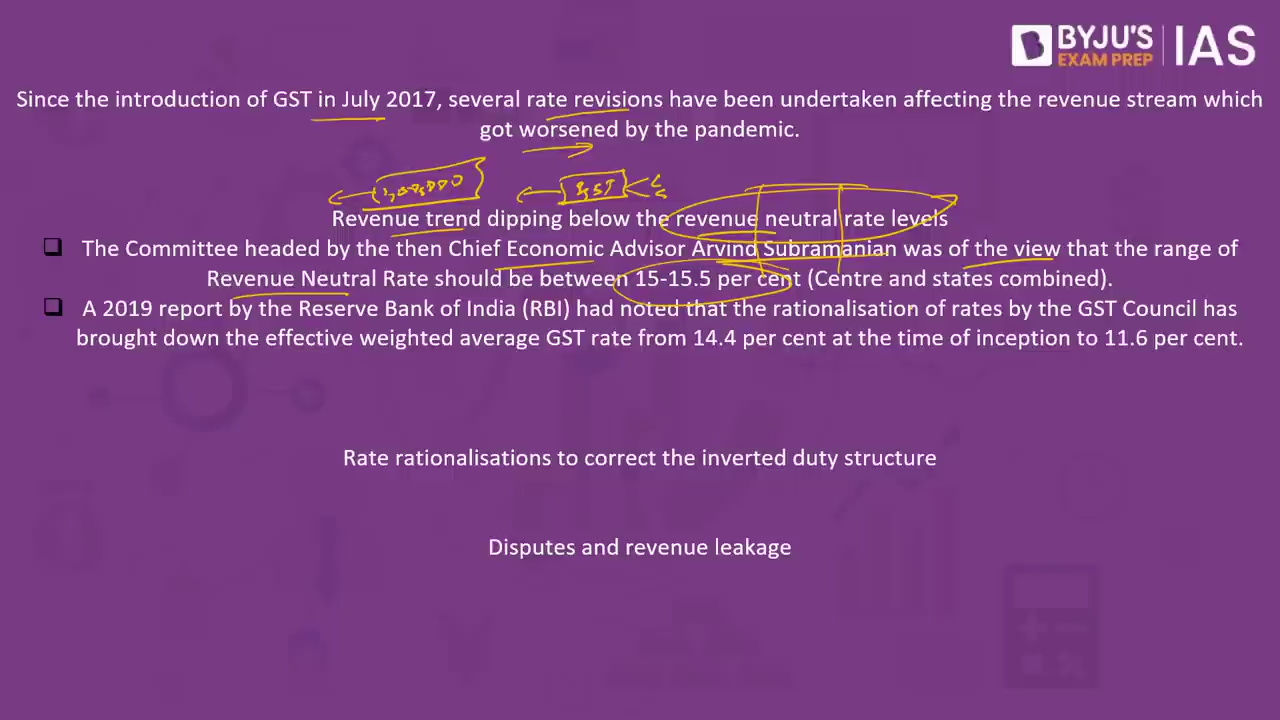 BYJU'S
EXAM PREP
IAS
Since the introduction of GST in July 2017, several rate revisions have been undertaken affecting the revenue stream which
got worsened by the pandemic.
GST
Revenue trend dipping below the revenue neutral rate levels
❑ The Committee headed by the then Chief Economic Advisor Arvind Subramanian was of the view that the range of
Revenue Neutral Rate should be between 15-15.5 per cent (Centre and states combined).
❑ A 2019 report by the Reserve Bank of India (RBI) had noted that the rationalisation of rates by the GST Council has
brought down the effective weighted average GST rate from 14.4 per cent at the time of inception to 11.6 per cent.
Rate rationalisations to correct the inverted duty structure
Disputes and revenue leakage